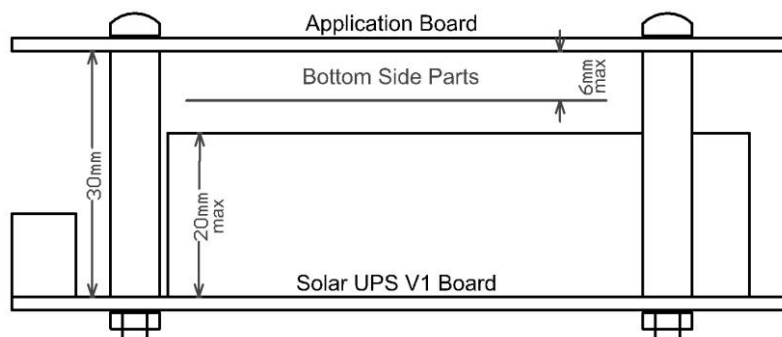 Application Board
Bottom Side Parts
6mm
max
30mm
20mm
max
Solar UPS V1 Board